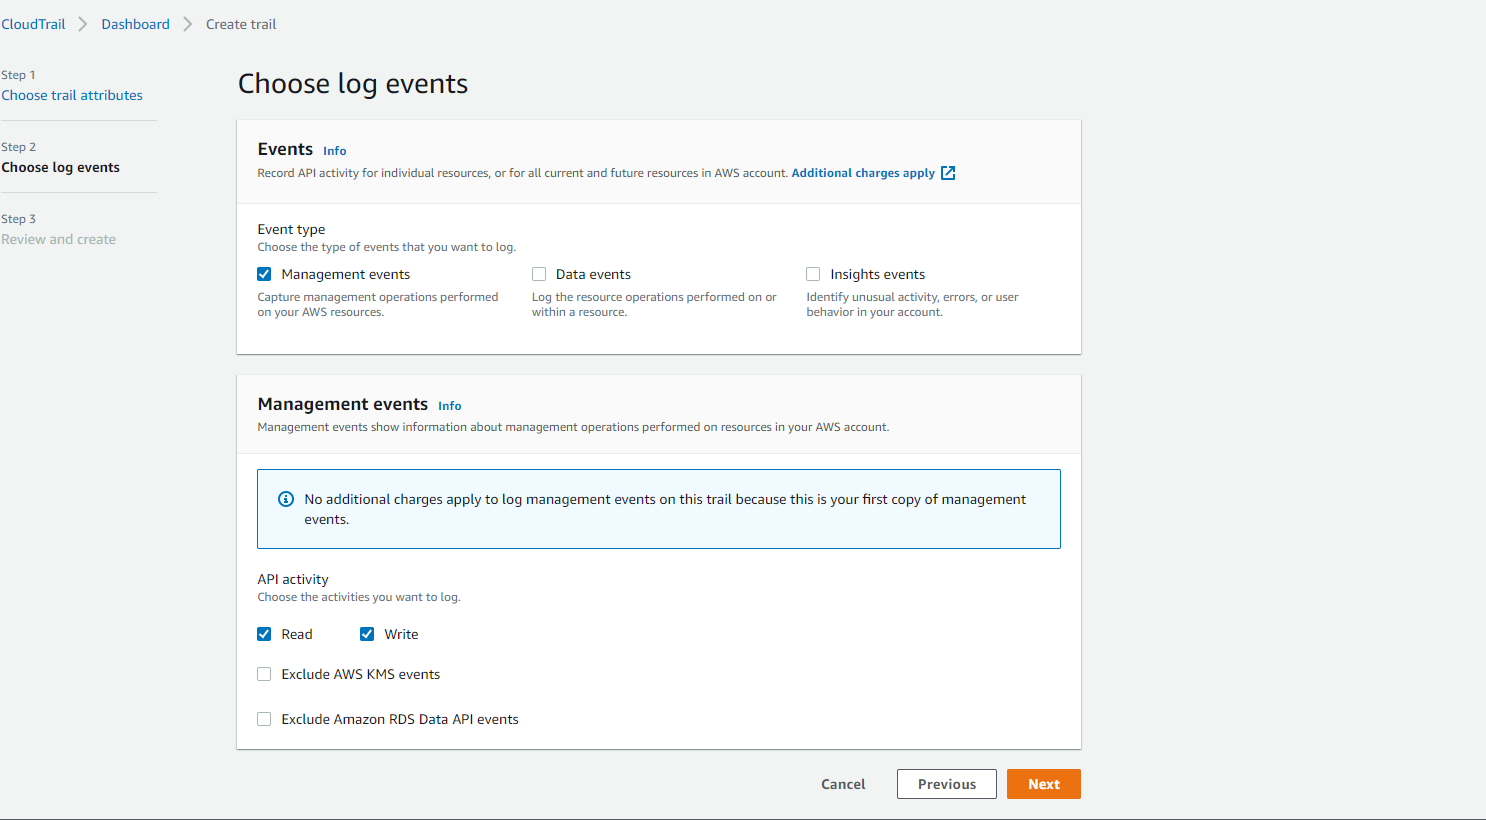 CloudTrail Dashboard Create trail
Step 1
Choose trail attributes
Step 2
Choose log events
Step 3
Review and create
Choose log events
Events Info
Record API activity for individual resources, or for all current and future resources in AWS account. Additional charges apply
Event type
Choose the type of events that you want to log.
Management events
Capture management operations performed
on your AWS resources.
Data events
Log the resource operations performed on or
within a resource.
Insights events
Identify unusual activity, errors, or user
behavior in your account.
Management events Info
Management events show information about management operations performed on resources in your AWS account.
No additional charges apply to log management events on this trail because this is your first copy of management
events.
API activity
Choose the activities you want to log.
Read Write
Exclude AWS KMS events
Exclude Amazon RDS Data API events
Cancel Previous Next